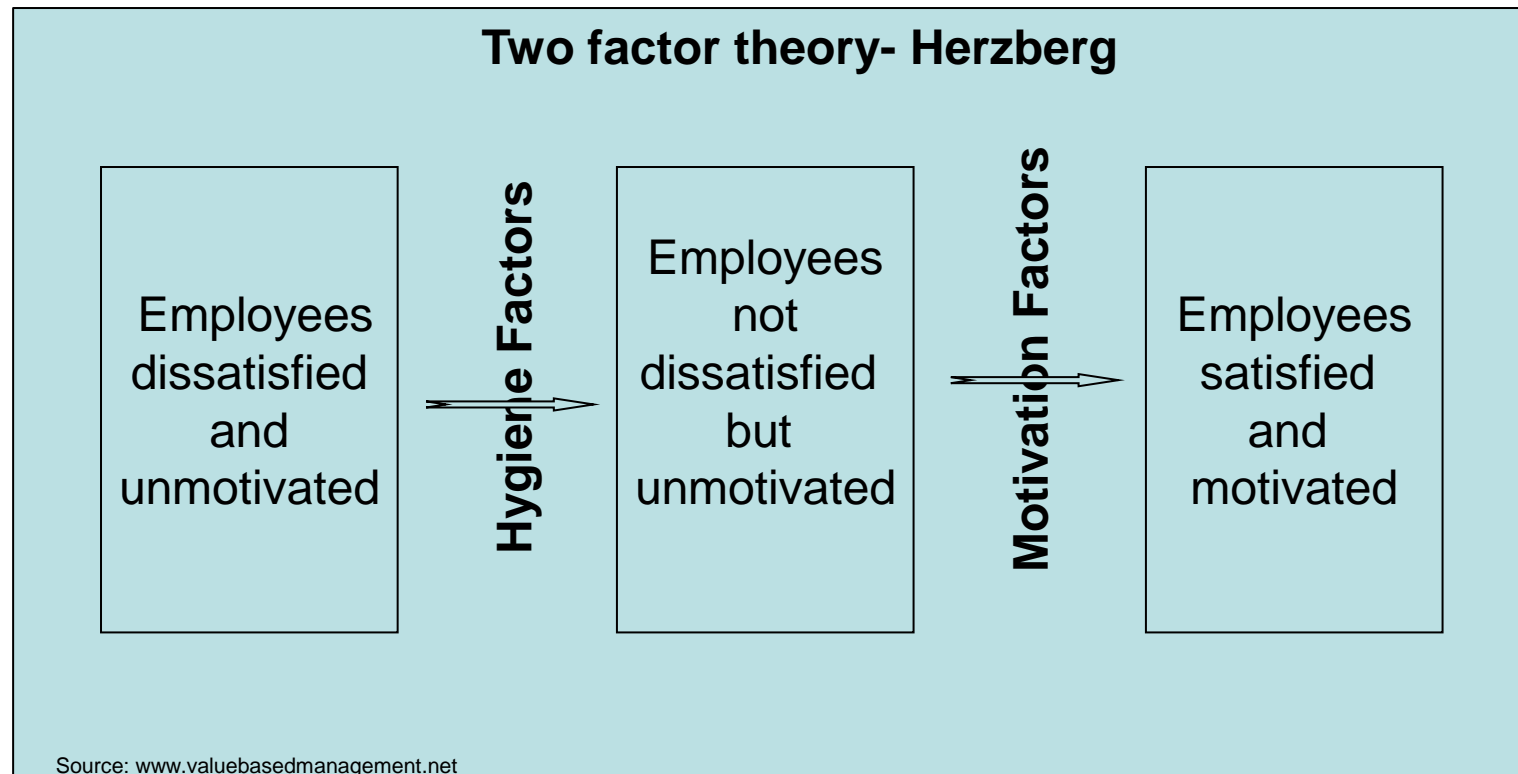 Two factor theory- Herzberg
Employees
dissatisfied
and
unmotivated
Hygiene Factors
Employees
not
dissatisfied
but
unmotivated
Motivation Factors
Employees
satisfied
and
motivated
Source: www.valuebasedmanagement.net